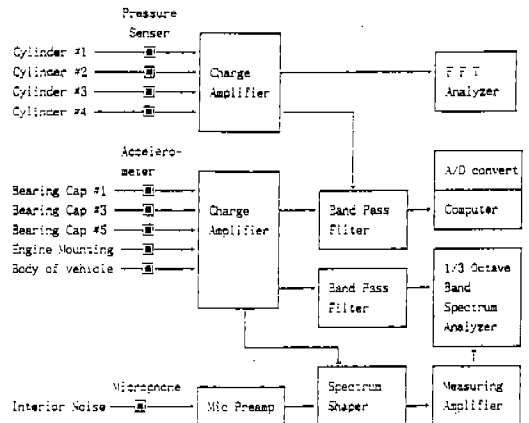 Pressure
Senser
Cylinder #1
Cylinder #2
Cylinder #3
Cylinder #4
Charge
Amplifier
F F T
Analyzer
Accelero-
meter
Bearing Cap #1
Bearing Cap #3
Bearing Cap #5
Engine Mounting
Body of vehicle
Charge
Amplifier
Band Pass
Filter
A/D convert
Computer
Band Pass
Filter
1/3 Octave
Band
Spectrum
Analyzer
Microphone
Interior Noise
Mic Preamp
Spectrum
Shaper
Measuring
Amplifier